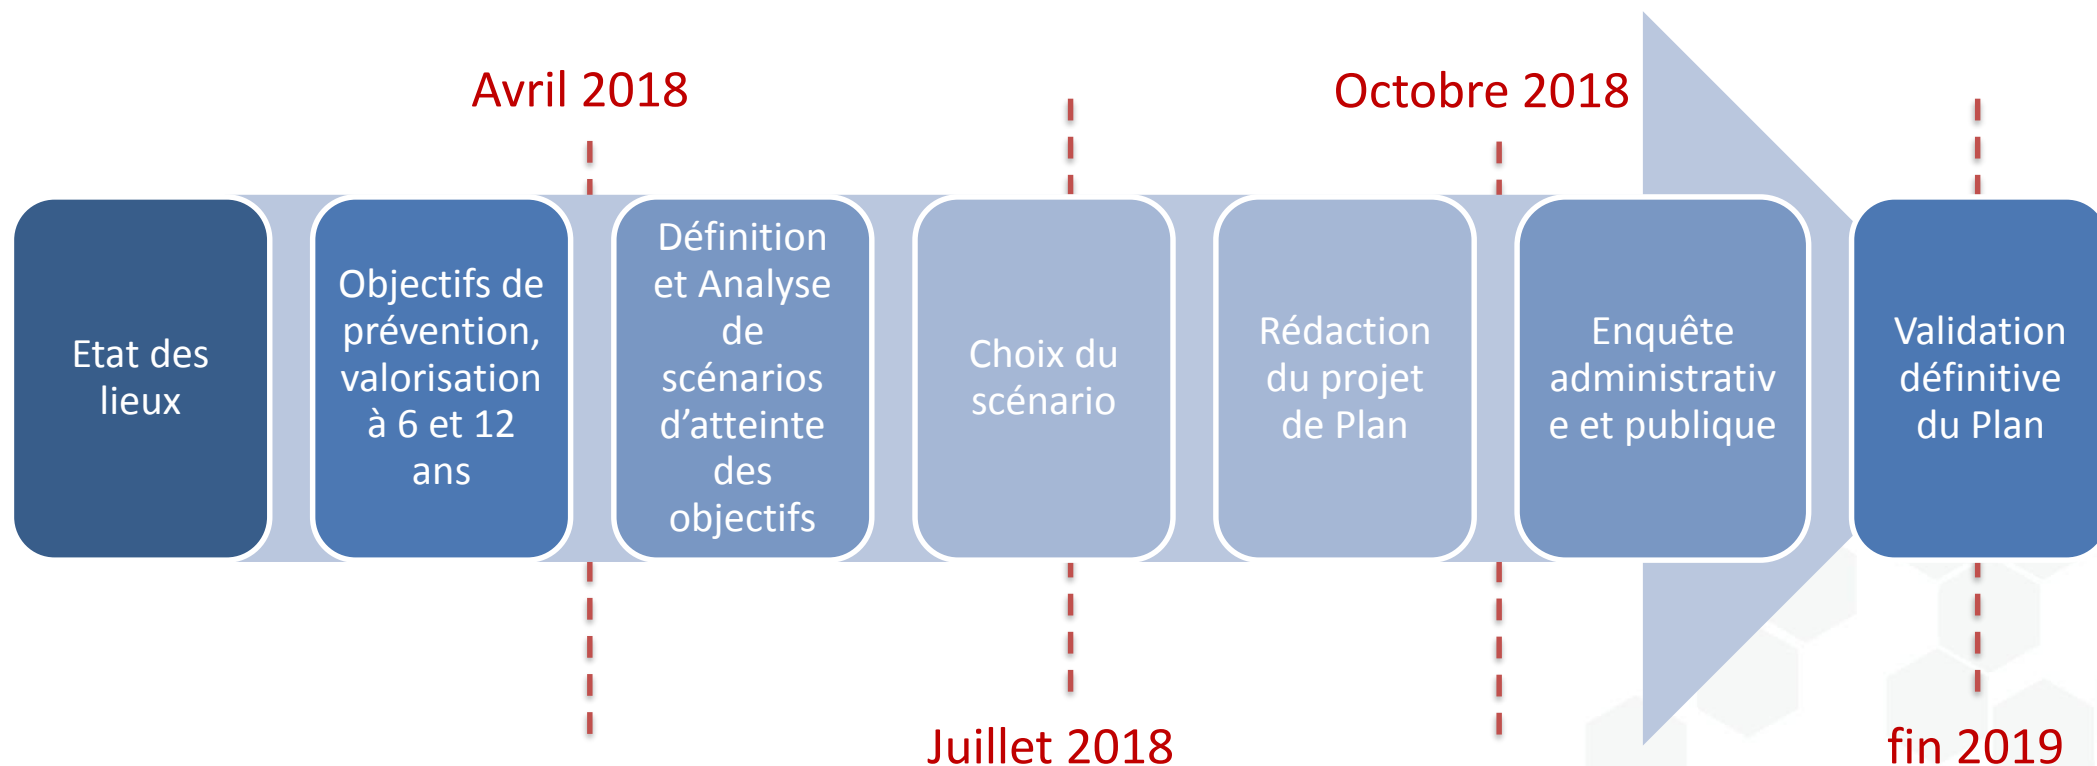 Avril 2018
Octobre 2018
Etat des
lieux
Objectifs de
prévention,
valorisation
à 6 et 12
ans
Définition
et Analyse
de
scénarios
d’atteinte
des
objectifs
Choix du
scénario
Rédaction
du projet
de Plan
Enquête
administrativ
e et publique
Validation
définitive
du Plan
Juillet 2018
fin 2019